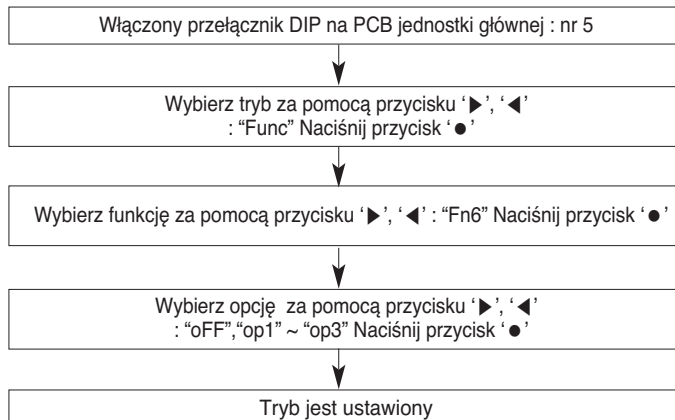 Włączony przełącznik DIP na PCB jednostki głównej : nr 5
Wybierz tryb za pomocą przycisku ‘▶’, ‘◀’
: “Func” Naciśnij przycisk ‘●’
Wybierz funkcję za pomocą przycisku ‘▶’, ‘◀’ : “Fn6” Naciśnij przycisk ‘●’
Wybierz opcję za pomocą przycisku ‘▶’, ‘◀’
: “oFF”,“op1” ~ “op3” Naciśnij przycisk ‘●’
Tryb jest ustawiony